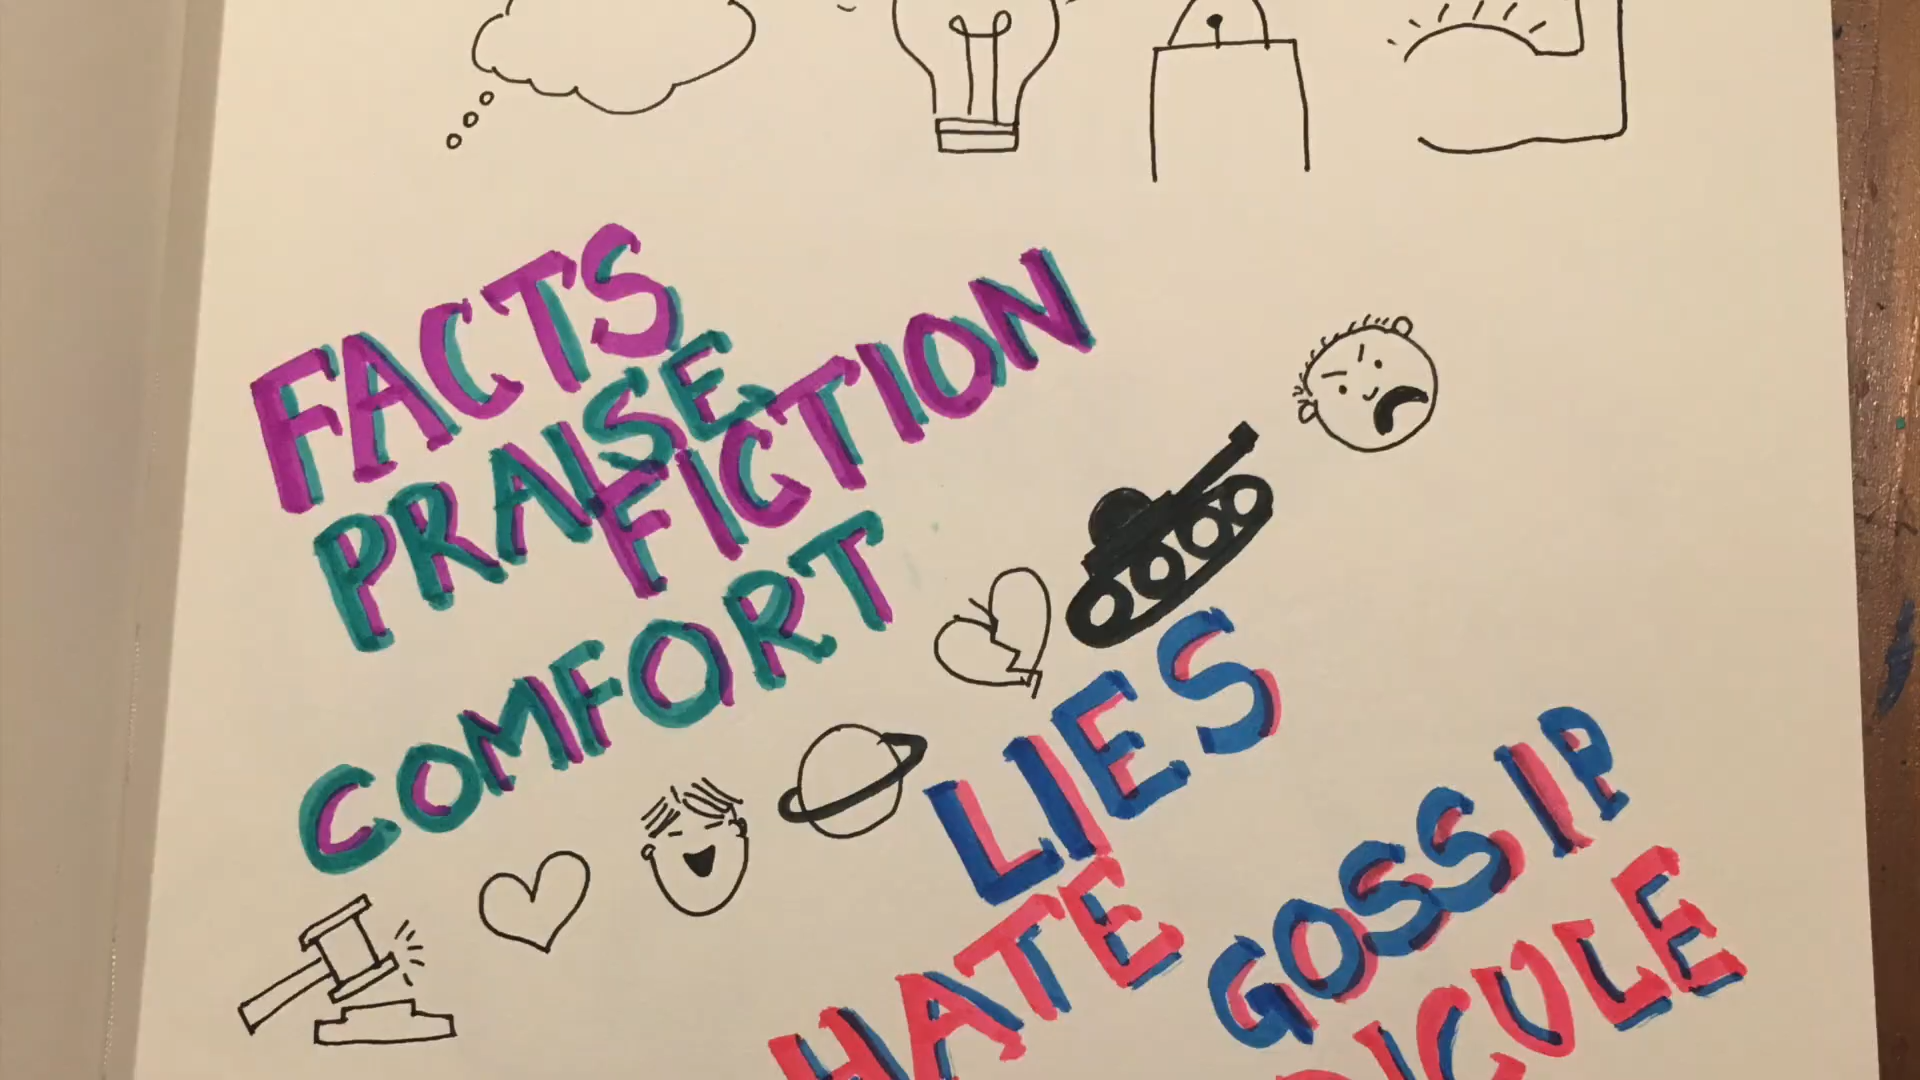 FACTS
PRAISE
FICTION
COMFORT
LIES
HATE
GOSSIP